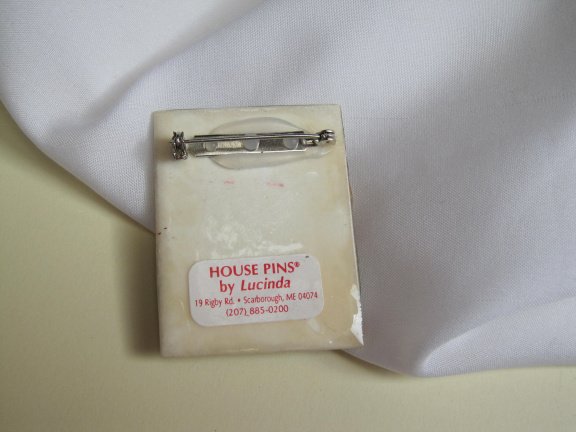 HOUSE PINS®
by Lucinda
19 Rigby Rd. • Scarborough, ME 04074
(207) 885-0200